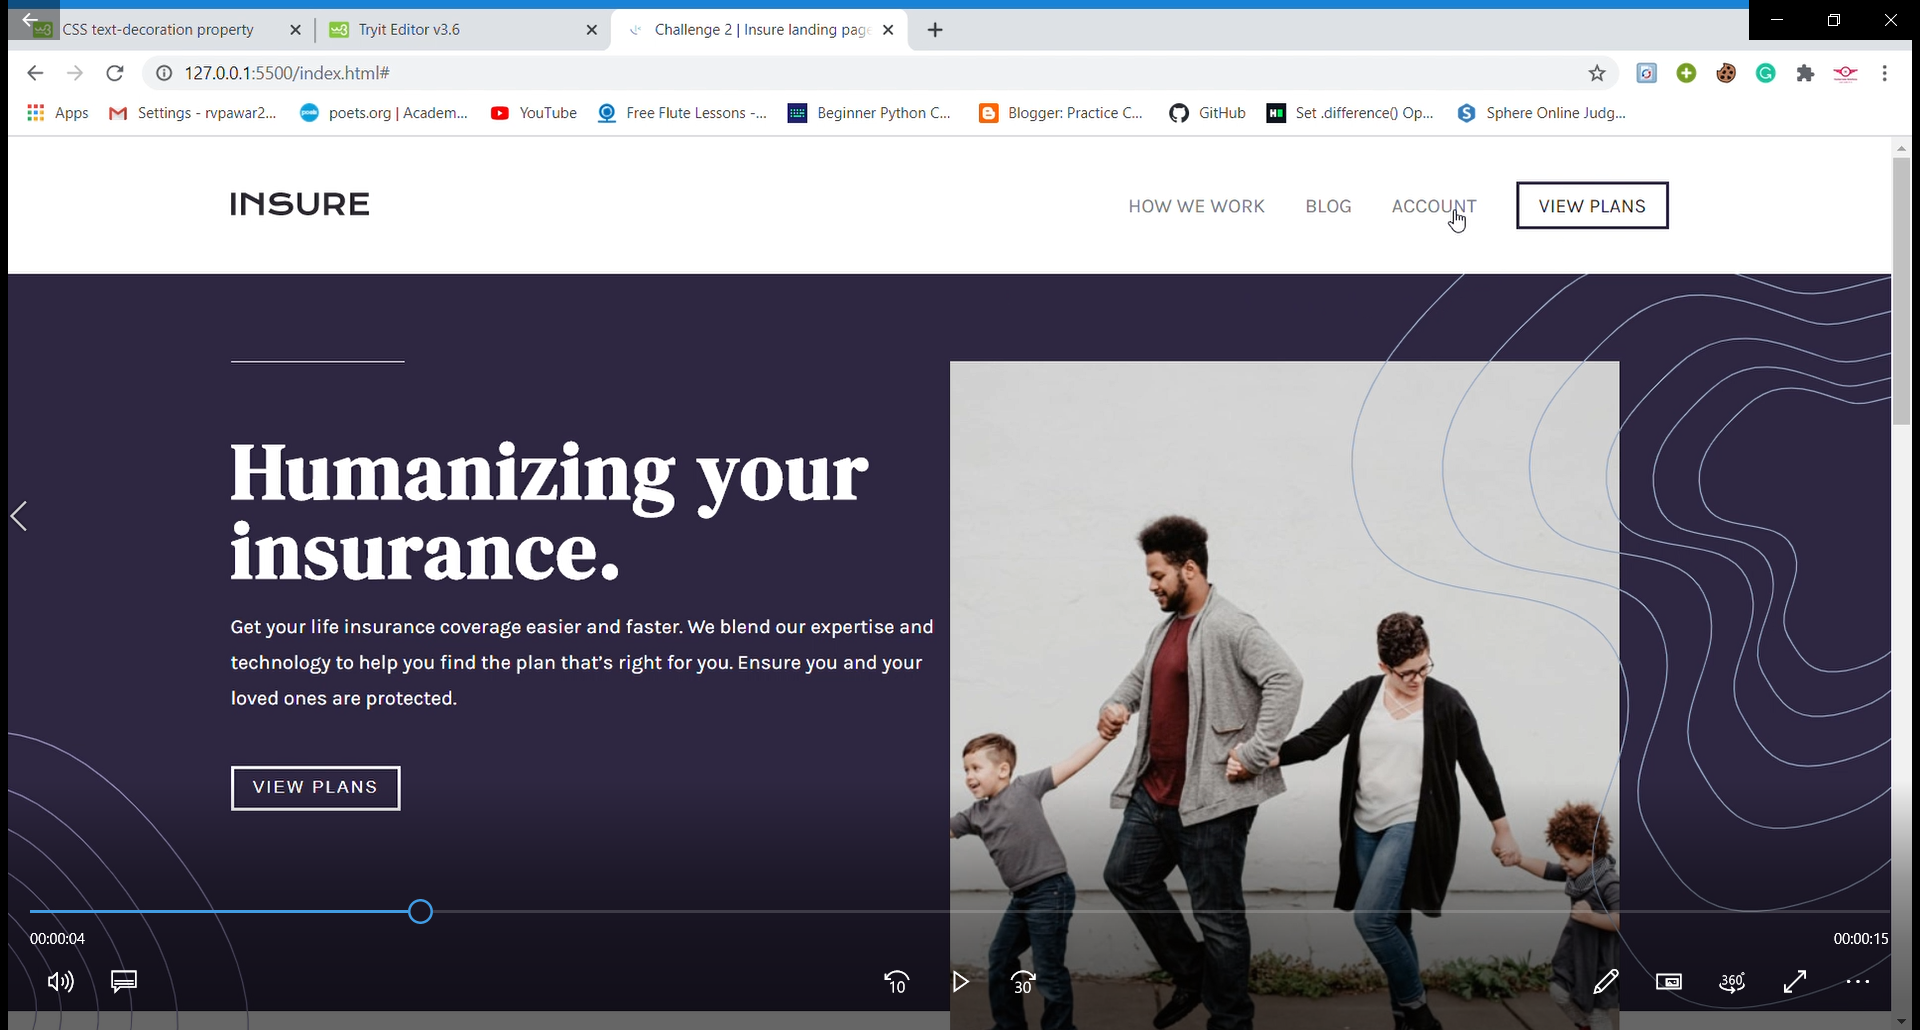 CSS text-decoration property
Tryit Editor v3.6
Challenge 2 | Insure landing page
127.0.0.1:5500/index.html#
Apps
Settings - rvpawar2...
poets.org | Academ...
YouTube
Free Flute Lessons -...
Beginner Python C...
Blogger: Practice C...
GitHub
Set .difference() Op...
Sphere Online Judg...
INSURE
HOW WE WORK
BLOG
ACCOUNT
VIEW PLANS
Humanizing your
insurance.
Get your life insurance coverage easier and faster. We blend our expertise and
technology to help you find the plan that's right for you. Ensure you and your
loved ones are protected.
VIEW PLANS
00:00:04
00:00:15
10
30
360°